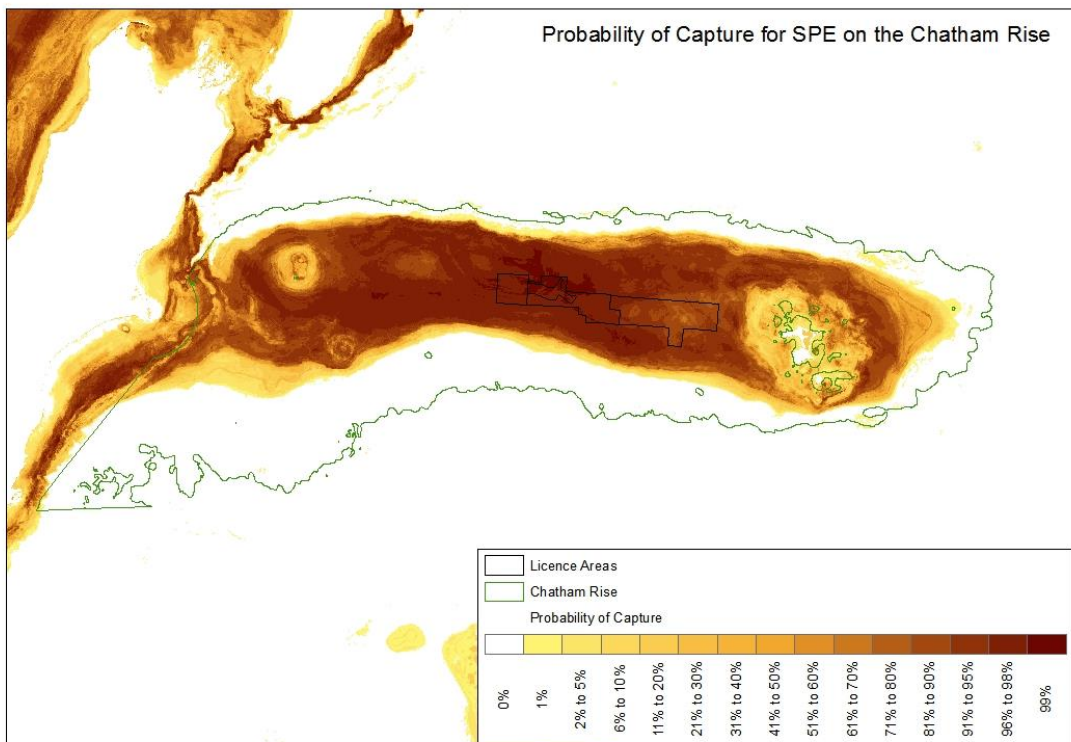 Probability of Capture for SPE on the Chatham Rise
Licence Areas
Chatham Rise
Probability of Capture
0%
1%
2% to 5%
6% to 10%
11% to 20%
21% to 30%
31% to 40%
41% to 50%
51% to 60%
61% to 70%
71% to 80%
81% to 90%
91% to 95%
96% to 98%
99%